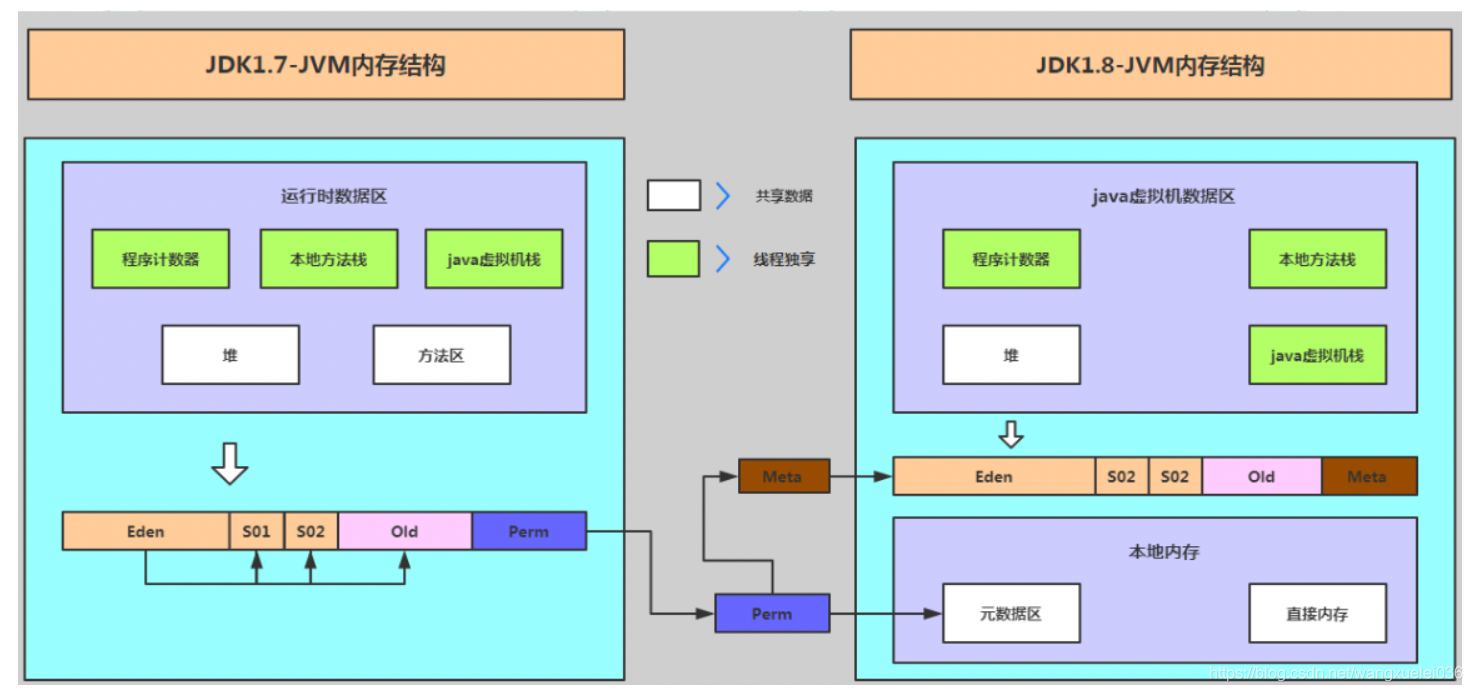 JDK1.7-JVM内存结构
JDK1.8-JVM内存结构
运行时数据区
程序计数器
本地方法栈
java虚拟机栈
堆
方法区
Eden
S01
S02
Old
Perm
共享数据
线程独享
Meta
Perm
java虚拟机数据区
程序计数器
本地方法栈
堆
java虚拟机栈
Eden
S02
S02
Old
Meta
本地内存
元数据区
直接内存
https://blog.csdn.net/wangxuelei036